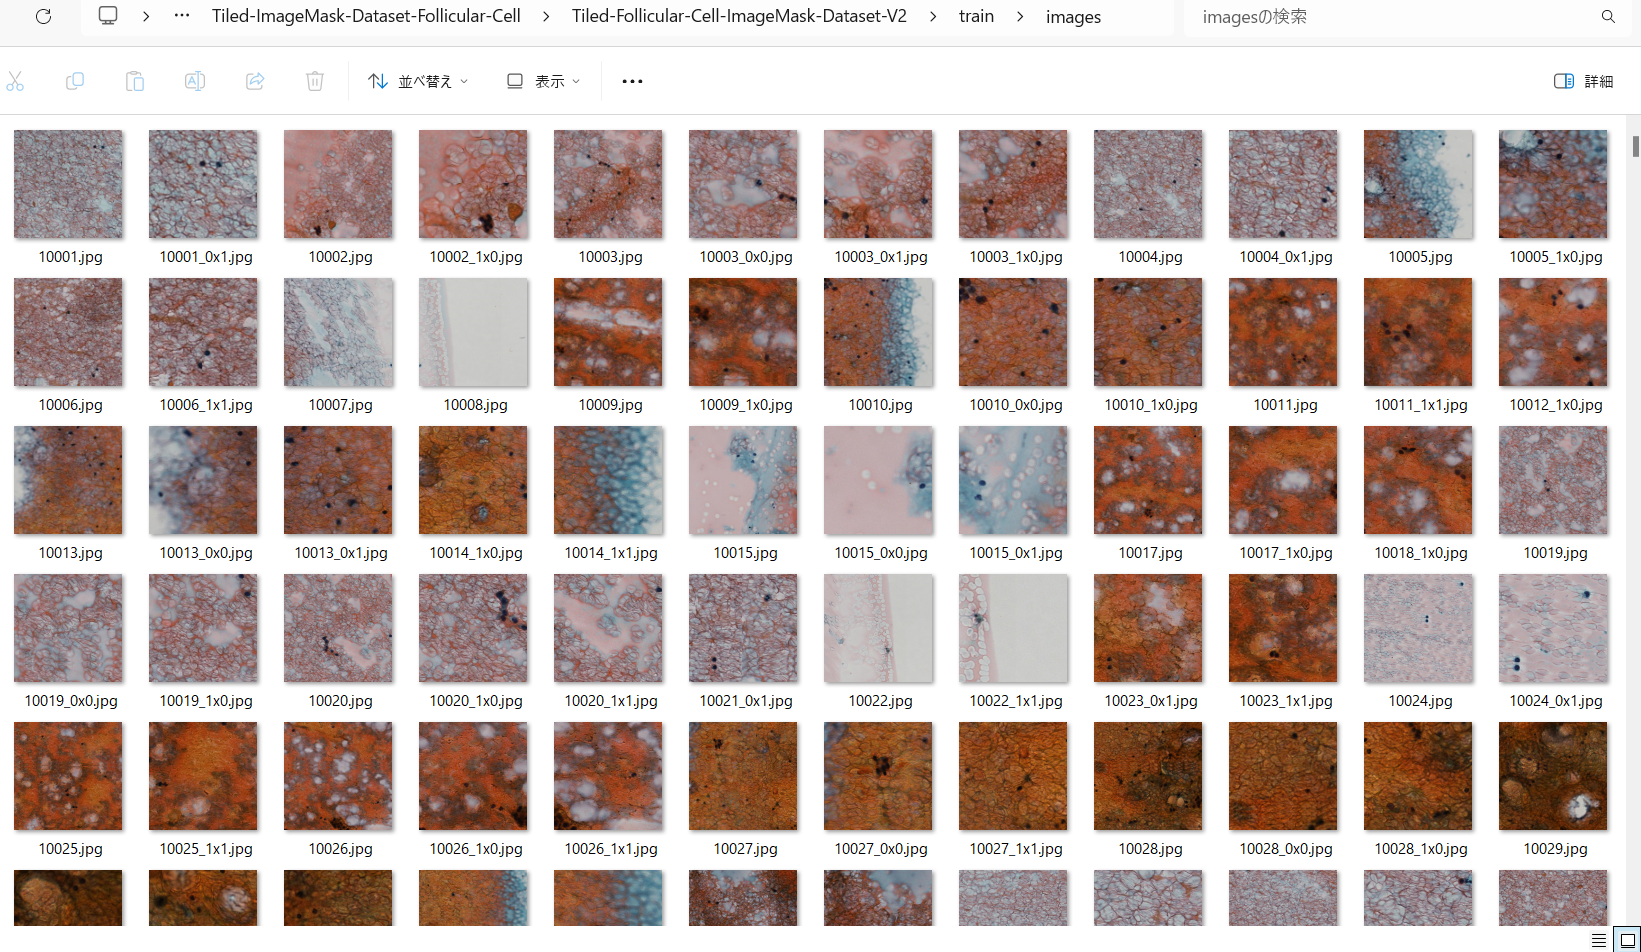 Tiled-ImageMask-Dataset-Follicular-Cell > Tiled-Follicular-Cell-ImageMask-Dataset-V2 > train > images
imagesの検索
並べ替え
表示
詳細
10001.jpg 10001_0x1.jpg 10002.jpg 10002_1x0.jpg 10003.jpg 10003_0x0.jpg 10003_0x1.jpg 10003_1x0.jpg 10004.jpg 10004_0x1.jpg 10005.jpg 10005_1x0.jpg
10006.jpg 10006_1x1.jpg 10007.jpg 10008.jpg 10009.jpg 10009_1x0.jpg 10010.jpg 10010_0x0.jpg 10010_1x0.jpg 10011.jpg 10011_1x1.jpg 10012_1x0.jpg
10013.jpg 10013_0x0.jpg 10013_0x1.jpg 10014_1x0.jpg 10014_1x1.jpg 10015.jpg 10015_0x0.jpg 10015_0x1.jpg 10017.jpg 10017_1x0.jpg 10018_1x0.jpg 10019.jpg
10019_0x0.jpg 10019_1x0.jpg 10020.jpg 10020_1x0.jpg 10020_1x1.jpg 10021_0x1.jpg 10022.jpg 10022_1x1.jpg 10023_0x1.jpg 10023_1x1.jpg 10024.jpg 10024_0x1.jpg
10025.jpg 10025_1x1.jpg 10026.jpg 10026_1x0.jpg 10026_1x1.jpg 10027.jpg 10027_0x0.jpg 10027_1x1.jpg 10028.jpg 10028_0x0.jpg 10028_1x0.jpg 10029.jpg